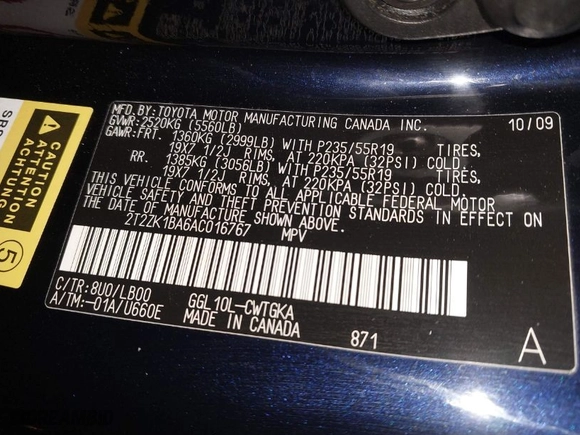 MFD.BY:TOYOTA MOTOR MANUFACTURING CANADA INC. 10/09
GVWR:2520KG (5560LB)
GAWR:FRT. 1360KG (2999LB) WITH P235/55R19 TIRES,
19X7 1/2J RIMS, AT 220KPA (32PSI) COLD.
RR. 1385KG (3056LB) WITH P235/55R19 TIRES,
19X7 1/2J RIMS, AT 220KPA (32PSI) COLD.
THIS VEHICLE CONFORMS TO ALL APPLICABLE FEDERAL MOTOR
VEHICLE SAFETY AND THEFT PREVENTION STANDARDS IN EFFECT ON
THE DATE OF MANUFACTURE SHOWN ABOVE.
2T2ZK1BA6AC016767 MPV
C/TR:8U0/LB00 GGL10L-CWTGKA
A/TM:-01A/U660E MADE IN CANADA 871 A
CAUTION
ATTENTION
ACHTUNG
5
SRS